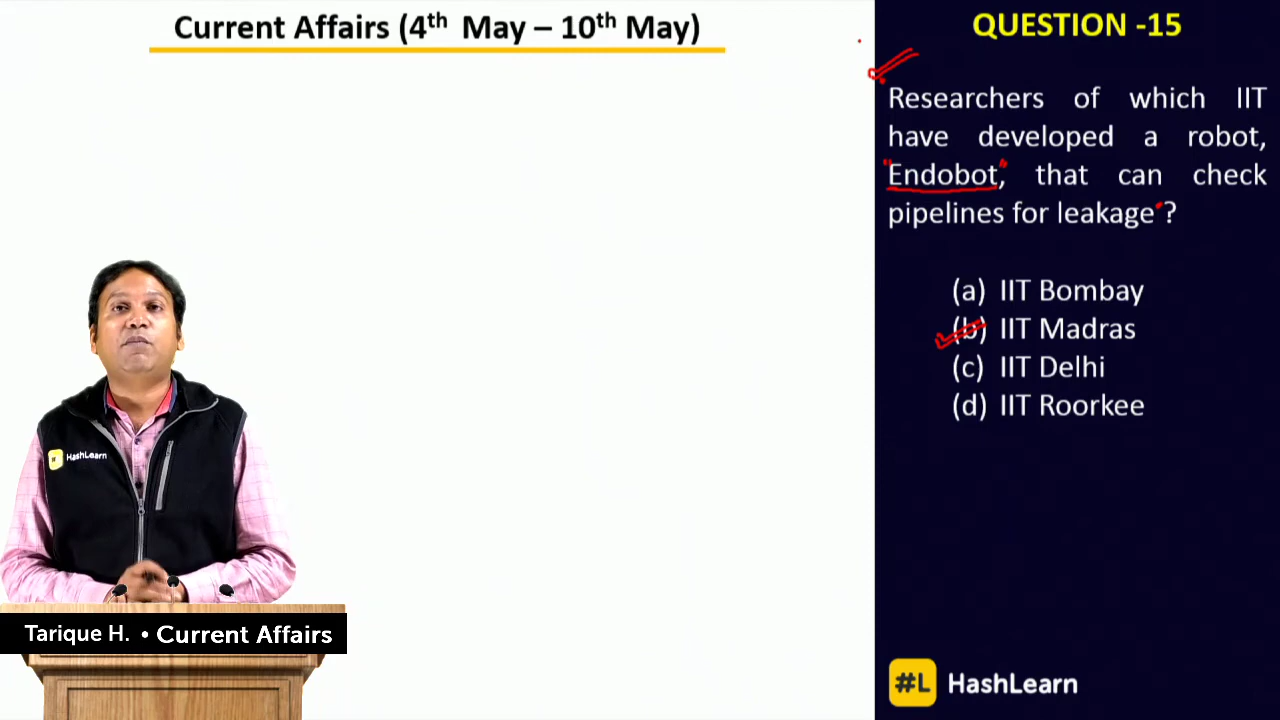 Current Affairs (4th May – 10th May)
QUESTION -15
Researchers of which IIT
have developed a robot,
Endobot, that can check
pipelines for leakage ?
(a) IIT Bombay
(b) IIT Madras
(c) IIT Delhi
(d) IIT Roorkee
# HashLearn
Tarique H. • Current Affairs
#L HashLearn